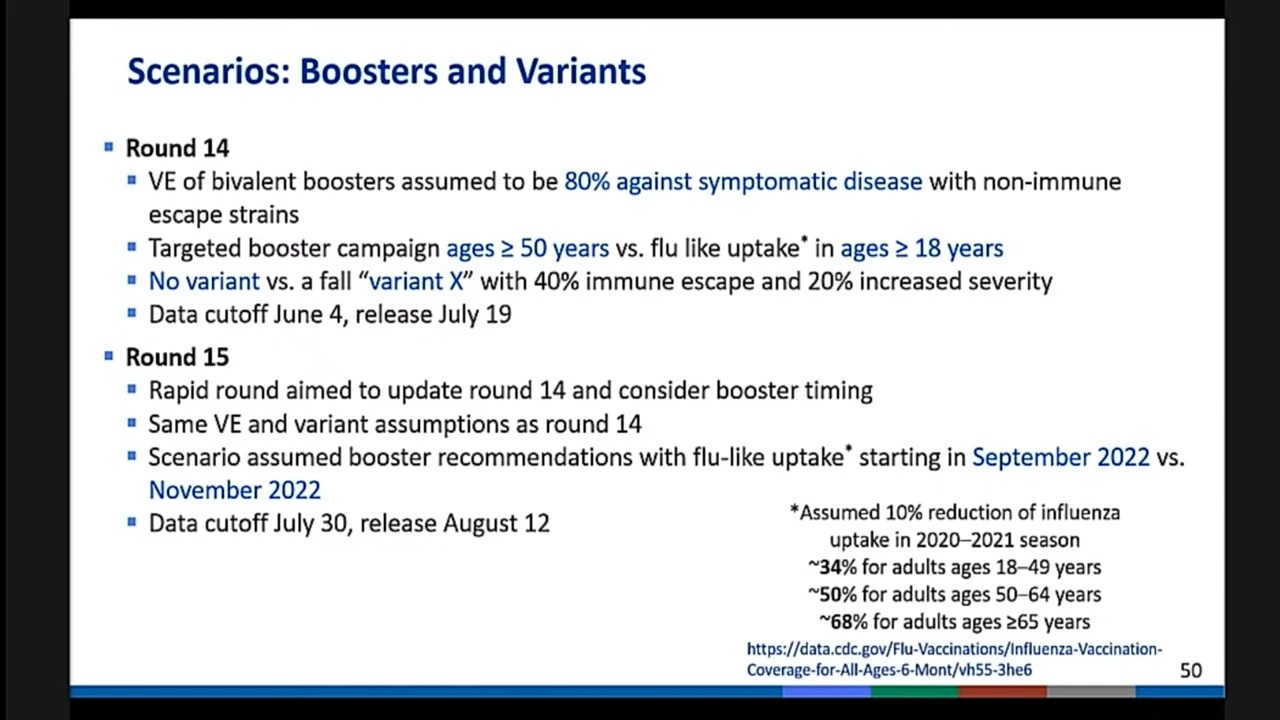 Scenarios: Boosters and Variants
Round 14
VE of bivalent boosters assumed to be 80% against symptomatic disease with non-immune
escape strains
Targeted booster campaign ages ≥ 50 years vs. flu like uptake* in ages ≥ 18 years
No variant vs. a fall “variant X” with 40% immune escape and 20% increased severity
Data cutoff June 4, release July 19
Round 15
Rapid round aimed to update round 14 and consider booster timing
Same VE and variant assumptions as round 14
Scenario assumed booster recommendations with flu-like uptake* starting in September 2022 vs.
November 2022
Data cutoff July 30, release August 12
*Assumed 10% reduction of influenza
uptake in 2020–2021 season
~34% for adults ages 18–49 years
~50% for adults ages 50–64 years
~68% for adults ages ≥65 years
https://data.cdc.gov/Flu-Vaccinations/Influenza-Vaccination-
Coverage-for-All-Ages-6-Mont/vh55-3he6
50